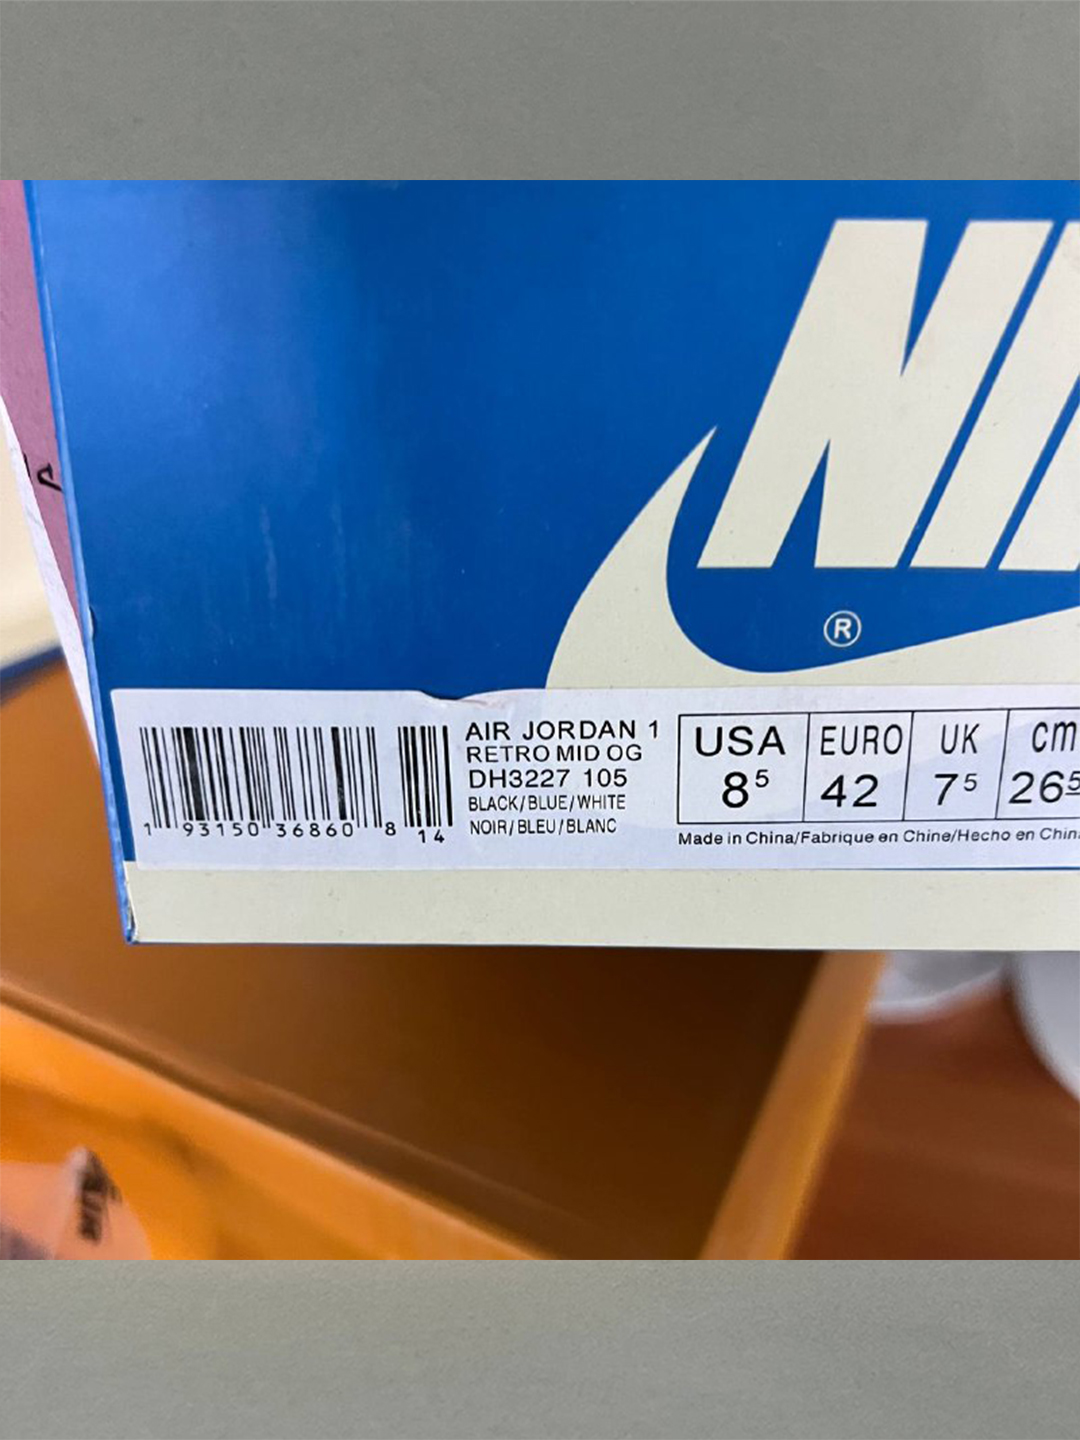 NI
®
AIR JORDAN 1
RETRO MID OG
DH3227 105
BLACK/BLUE/WHITE
NOIR/BLEU/BLANC
1 93150 36860 8 14
USA EURO UK cm
8⁵ 42 7⁵ 26⁵
Made in China/Fabrique en Chine/Hecho en Chin